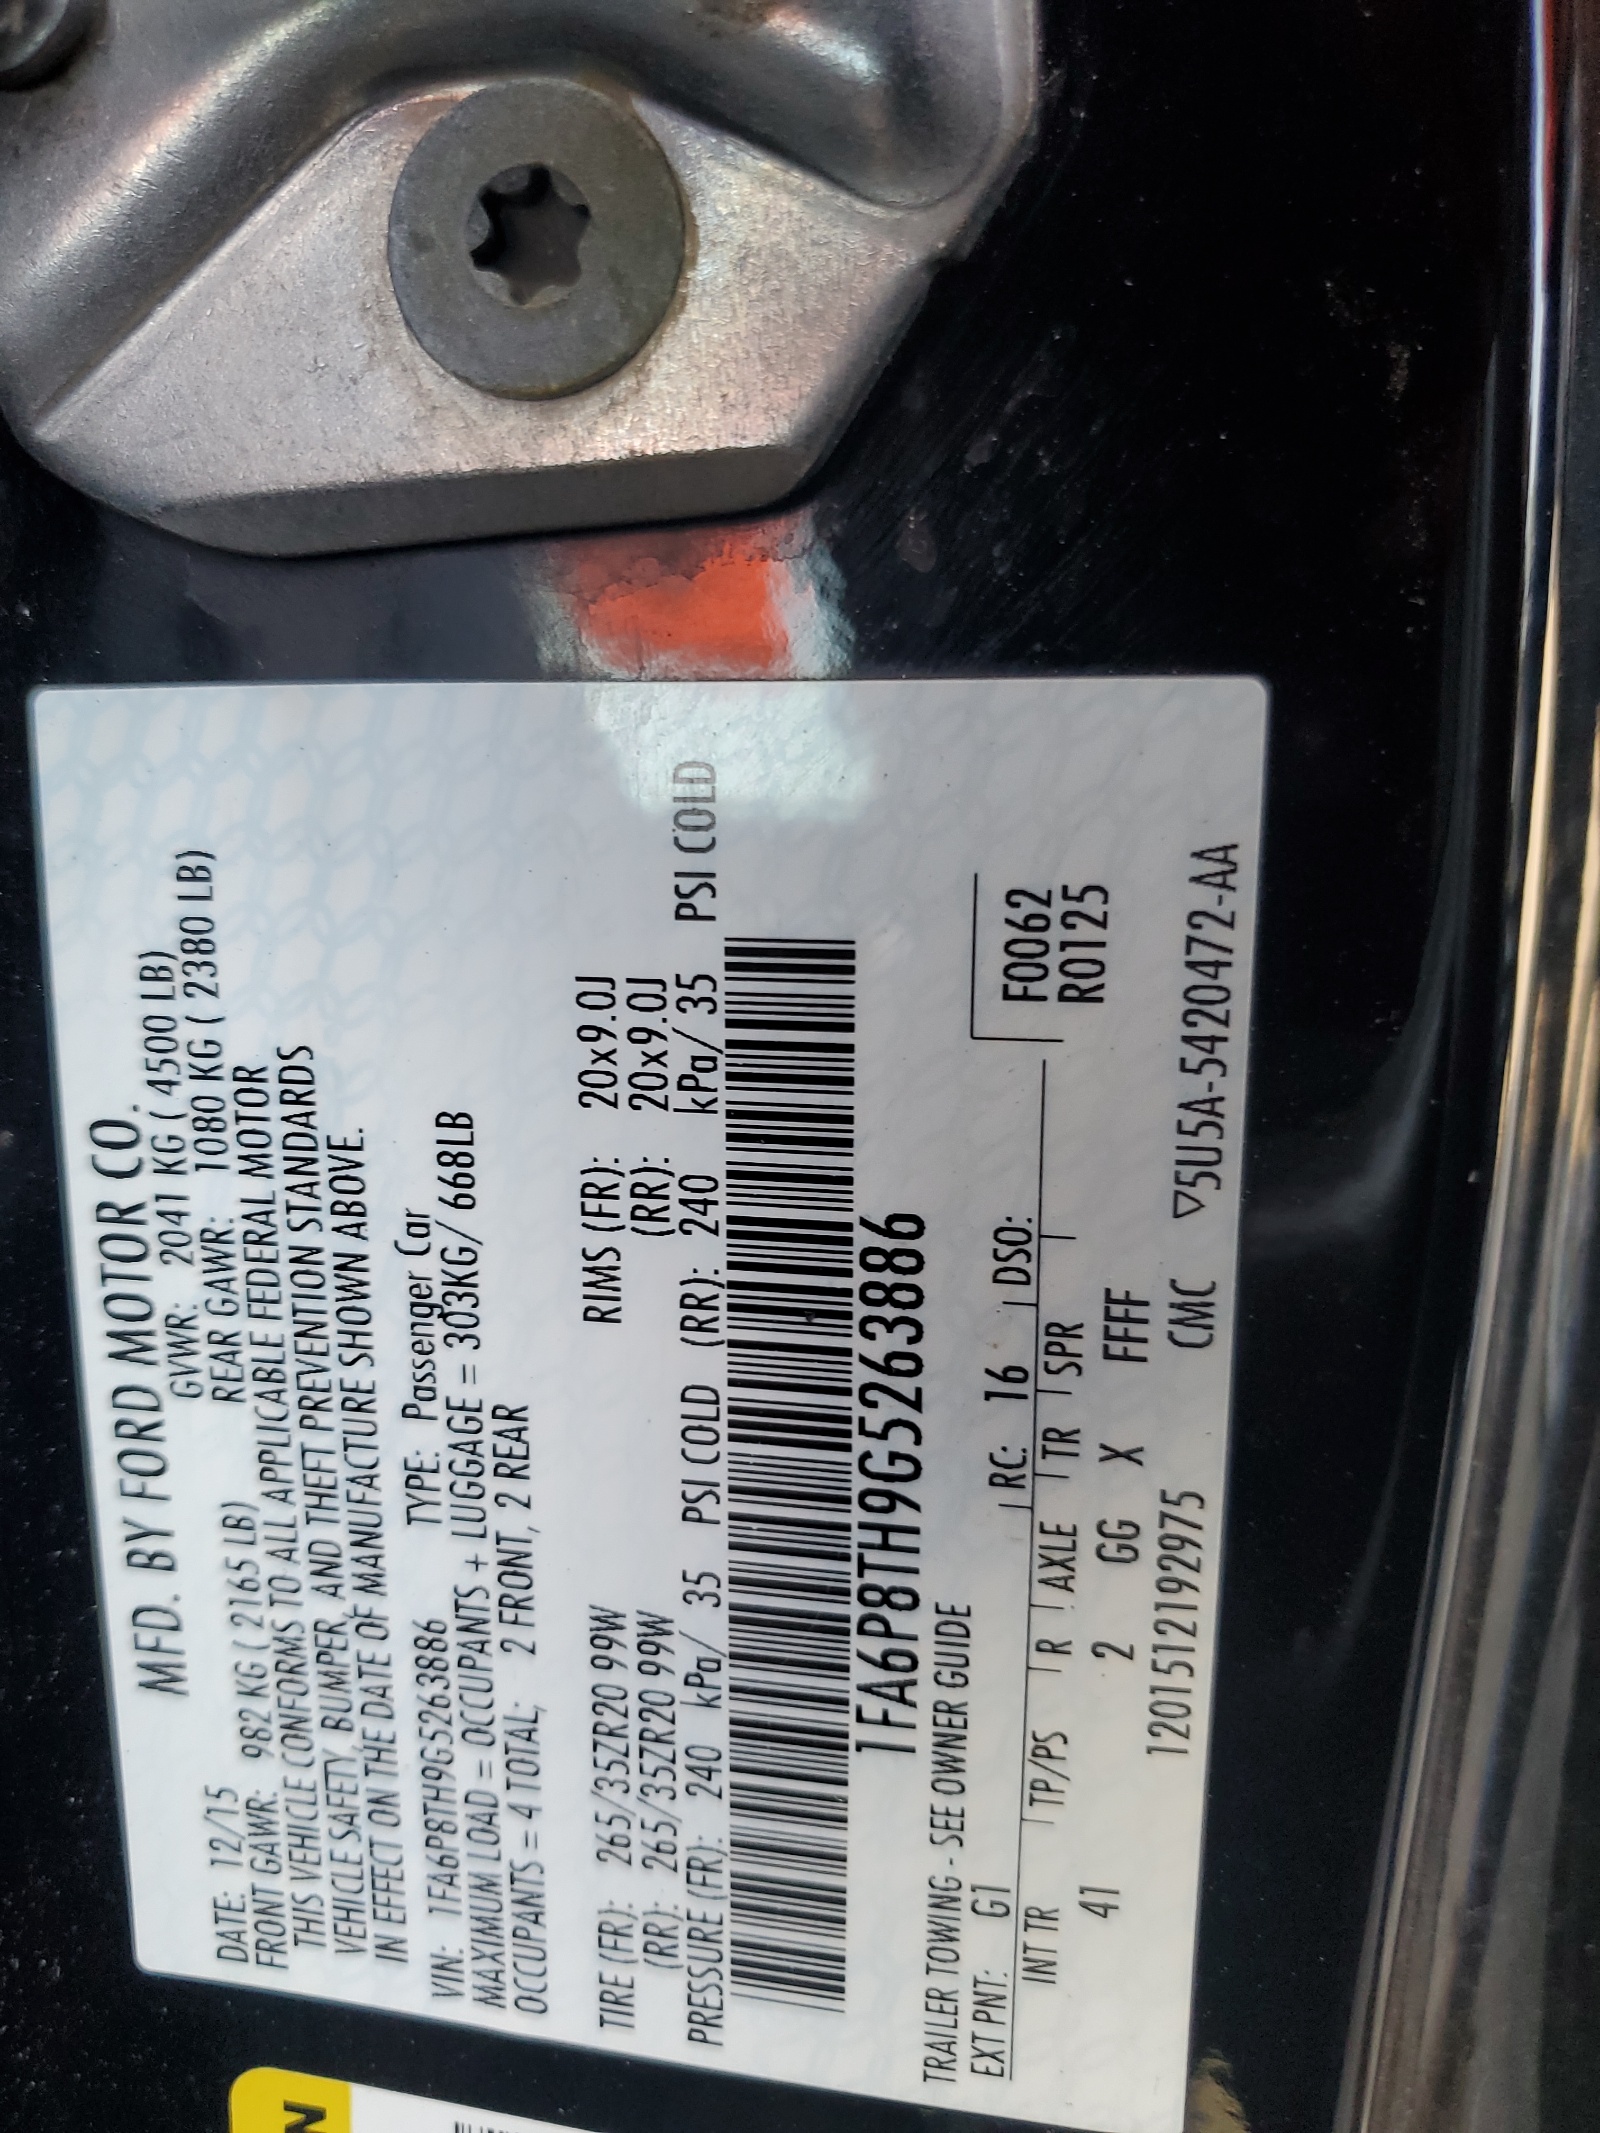 MFD. BY FORD MOTOR CO.
DATE: 12/15 GVWR: 2041 KG ( 4500 LB)
FRONT GAWR: 982 KG ( 2165 LB) REAR GAWR: 1080 KG ( 2380 LB)
THIS VEHICLE CONFORMS TO ALL APPLICABLE FEDERAL MOTOR
VEHICLE SAFETY, BUMPER, AND THEFT PREVENTION STANDARDS
IN EFFECT ON THE DATE OF MANUFACTURE SHOWN ABOVE.
VIN: 1FA6P8TH9G5263886 TYPE: Passenger Car
MAXIMUM LOAD = OCCUPANTS + LUGGAGE = 303KG/ 668LB
OCCUPANTS = 4 TOTAL; 2 FRONT, 2 REAR
TIRE (FR): 265/35ZR20 99W RIMS (FR): 20x9.0J
(RR): 265/35ZR20 99W (RR): 20x9.0J
PRESSURE (FR): 240 kPa/ 35 PSI COLD (RR): 240 kPa/ 35 PSI COLD
1FA6P8TH9G5263886
TRAILER TOWING - SEE OWNER GUIDE
EXT PNT: G1 RC: 16 DSO: F0062
INT TR TP/PS R AXLE TR SPR R0125
41 2 GG X FFFF
12015121929​75 CMC ▽5U5A-5420472-AA
N